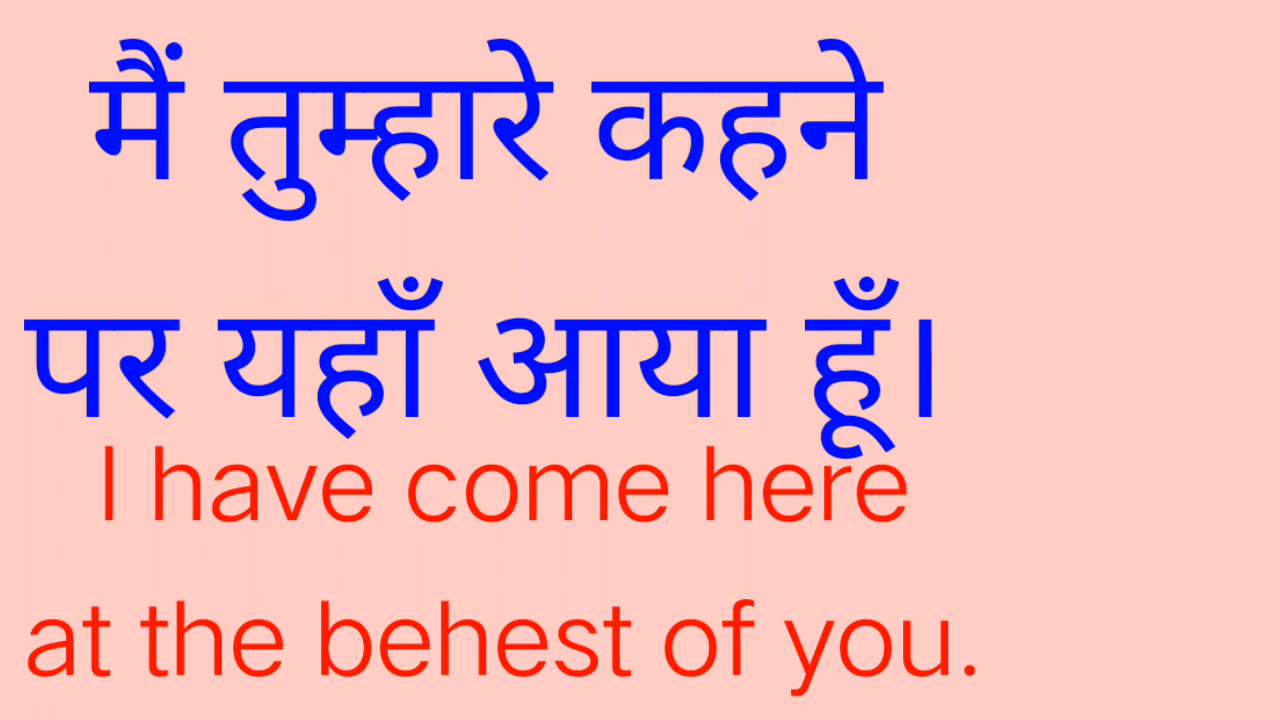 मैं तुम्हारे कहने
पर यहाँ आया हूँ।
I have come here
at the behest of you.